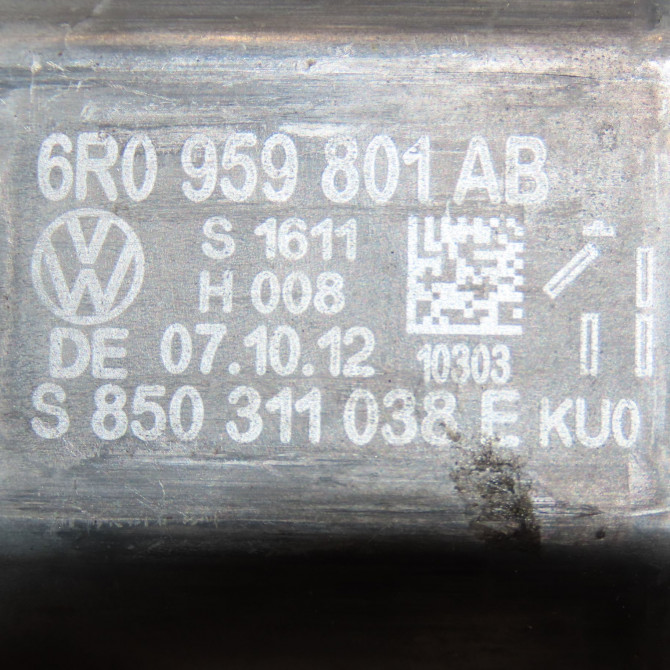 6R0 959 801 AB
S 1611
H 008
DE 07.10.12
10303
S 850 311 038 E KU0